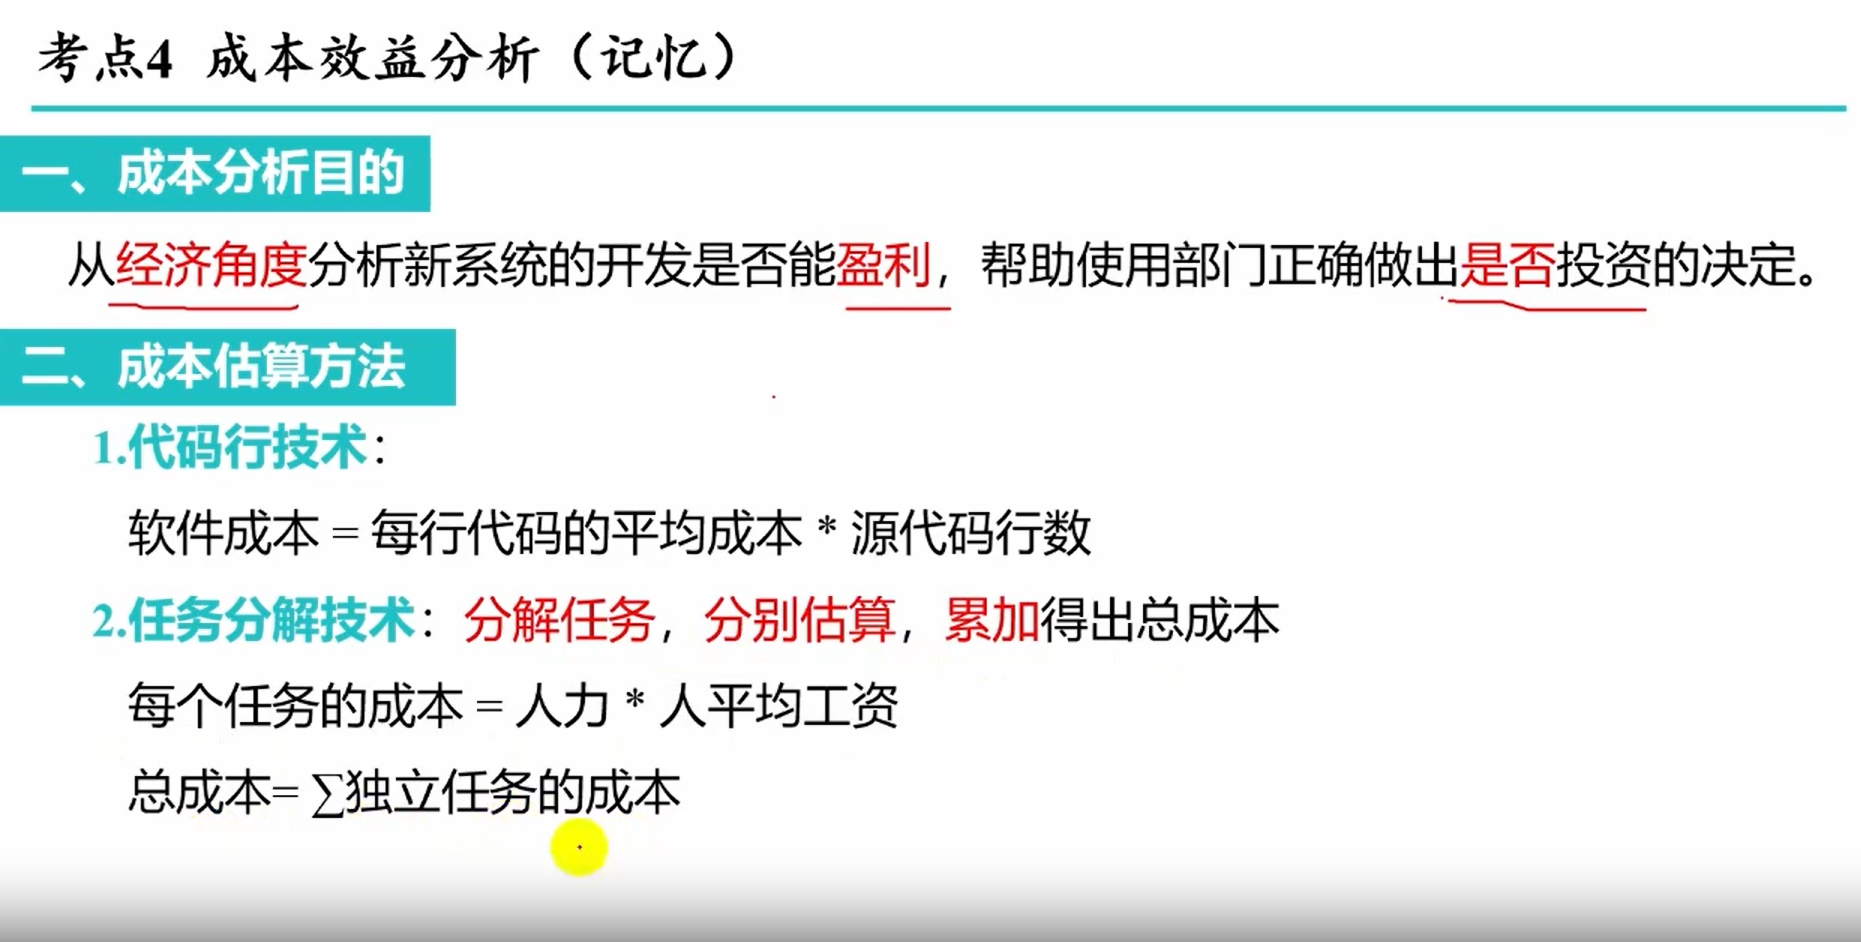 考点4 成本效益分析（记忆）
一、成本分析目的
从经济角度分析新系统的开发是否能盈利，帮助使用部门正确做出是否投资的决定。
二、成本估算方法
1.代码行技术：
软件成本 = 每行代码的平均成本 * 源代码行数
2.任务分解技术：分解任务，分别估算，累加得出总成本
每个任务的成本 = 人力 * 人平均工资
总成本= ∑独立任务的成本